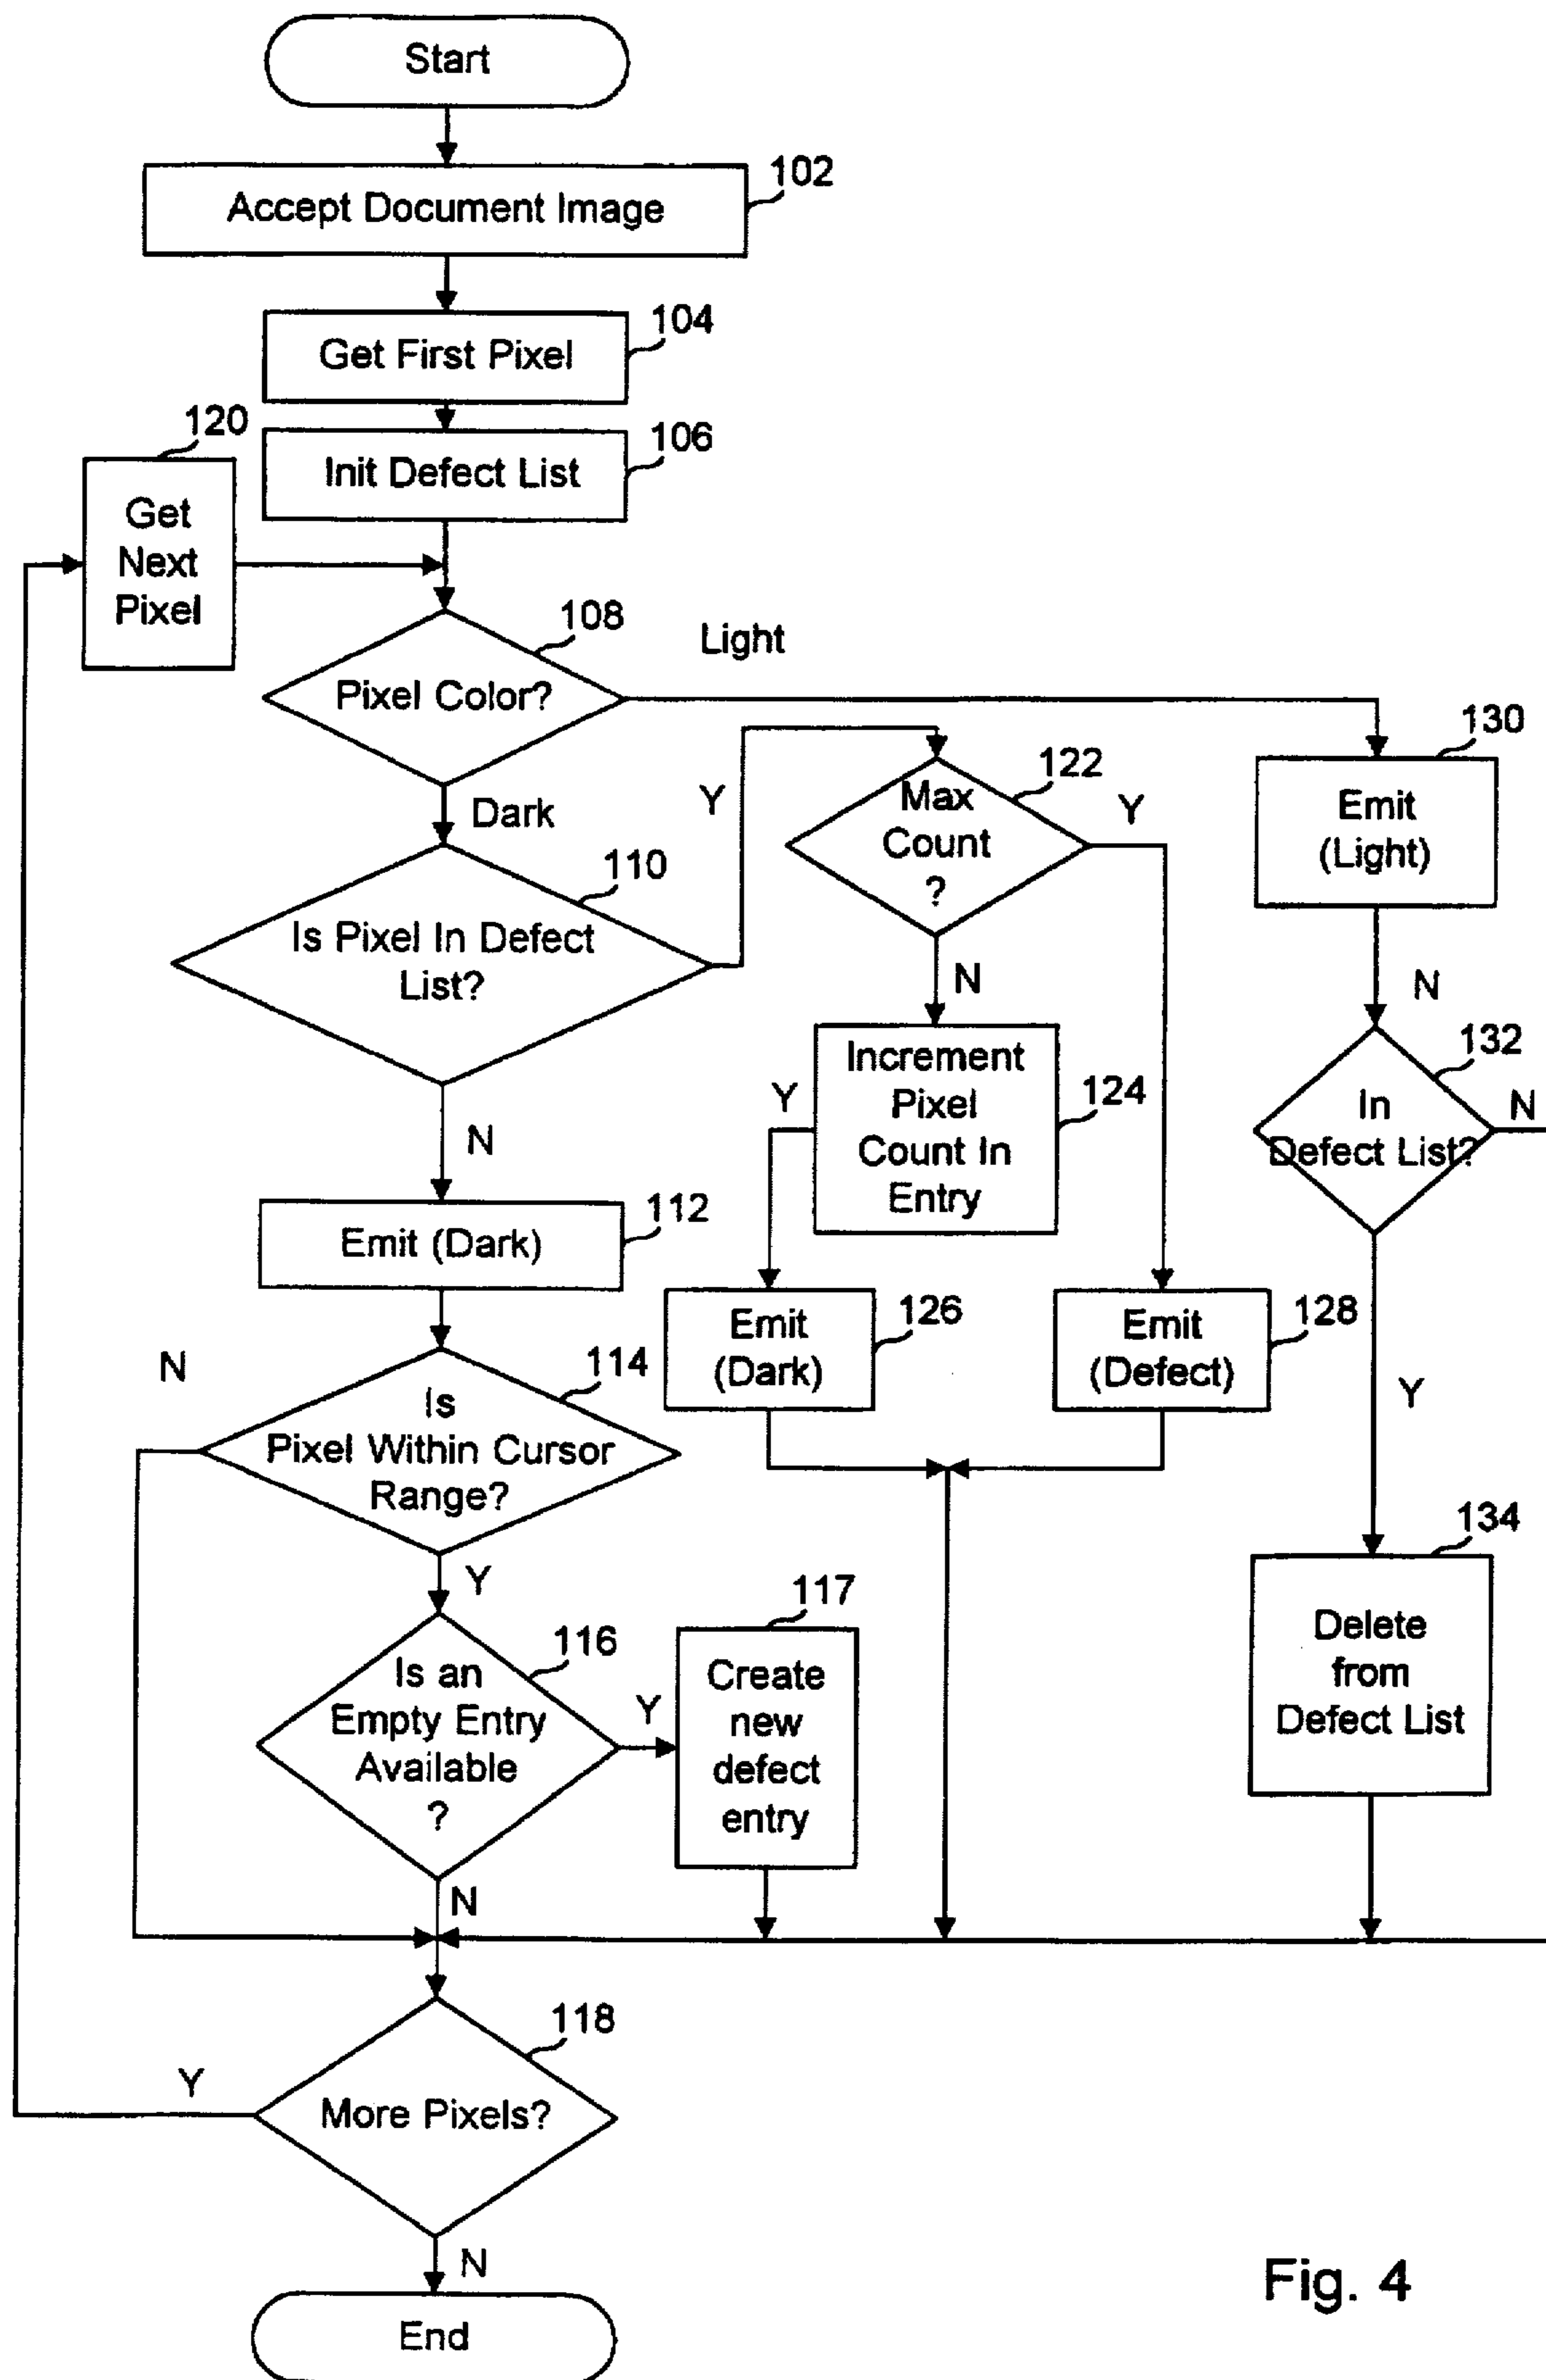 Start
102
Accept Document Image
104
Get First Pixel
120
106
Init Defect List
Get
Next
Pixel
108
Light
Pixel Color?
130
122
Max
Count
?
Y
Y
Emit
(Light)
Dark
110
Is Pixel In Defect
List?
N
N
132
Increment
Pixel
Count In
Entry
124
Y
In
Defect List?
N
N
112
Emit (Dark)
Emit
(Dark)
126
Emit
(Defect)
128
N
114
Is
Pixel Within Cursor
Range?
Y
134
Y
117
116
Is an
Empty Entry
Available
?
Y
Create
new
defect
entry
Delete
from
Defect List
N
118
Y
More Pixels?
N
End
Fig. 4